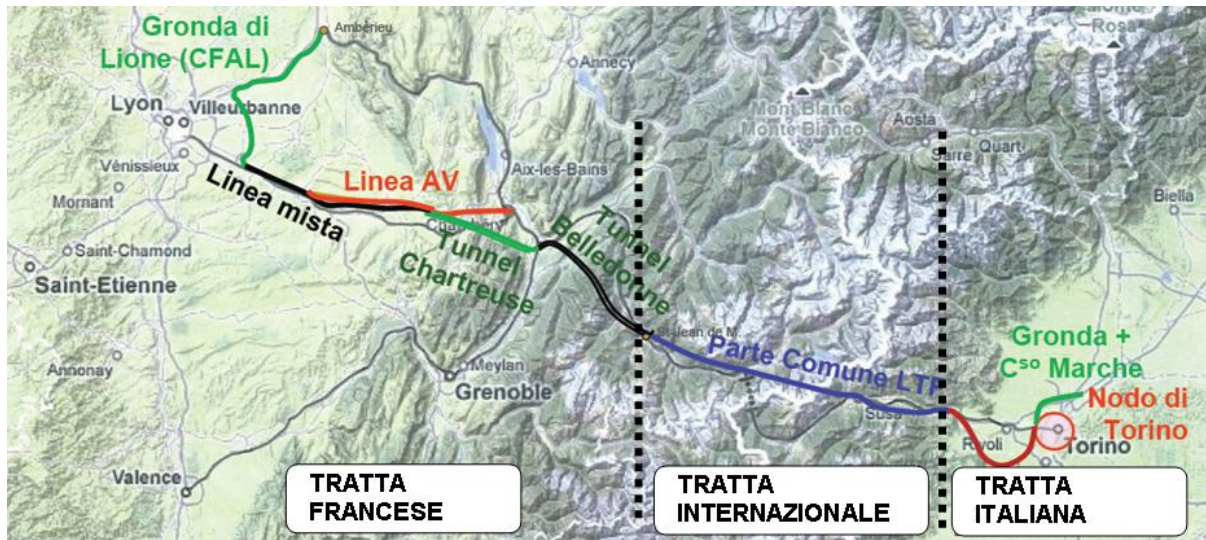 Gronda di
Lione (CFAL)
Ambérieu
Annecy
Mont Blanc
Monte Bianco
Rosa
Aosta
Quart
Sarre
Biella
Lyon
Villeurbanne
Vénissieux
Mornant
Saint-Chamond
Saint-Etienne
Annonay
Valence
Linea mista
Linea AV
Aix-les-Bains
Tunnel
Chartreuse
Tunnel
Belledonne
Meylan
Grenoble
St-Jean de M.
Parte Comune LTF
Susa
Rivoli
Torino
Gronda +
Cso Marche
Nodo di
Torino
TRATTA
FRANCESE
TRATTA
INTERNAZIONALE
TRATTA
ITALIANA